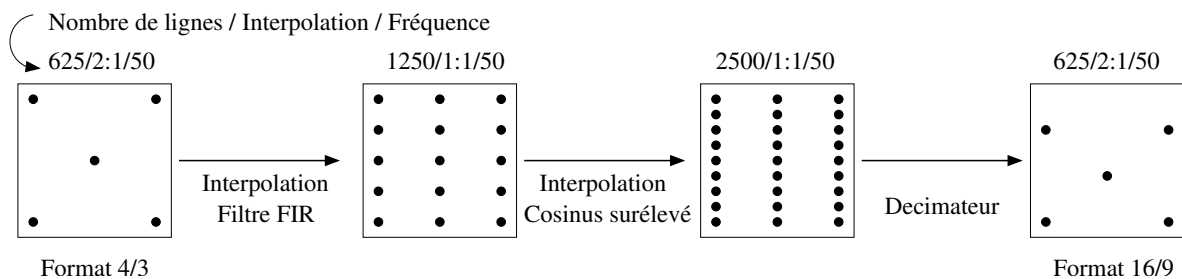 Nombre de lignes / Interpolation / Fréquence
625/2:1/50
1250/1:1/50
2500/1:1/50
625/2:1/50
Interpolation
Filtre FIR
Interpolation
Cosinus surélevé
Decimateur
Format 4/3
Format 16/9